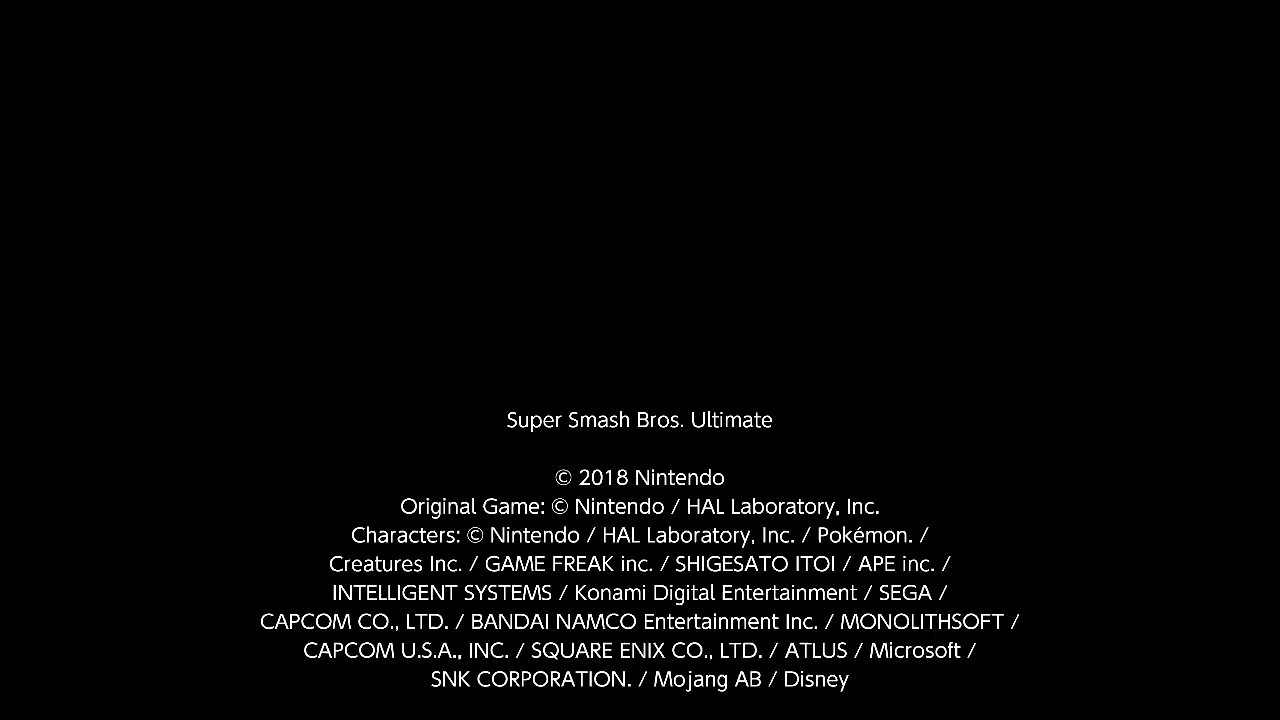 Super Smash Bros. Ultimate
© 2018 Nintendo
Original Game: © Nintendo / HAL Laboratory, Inc.
Characters: © Nintendo / HAL Laboratory, Inc. / Pokémon. /
Creatures Inc. / GAME FREAK inc. / SHIGESATO ITOI / APE inc. /
INTELLIGENT SYSTEMS / Konami Digital Entertainment / SEGA /
CAPCOM CO., LTD. / BANDAI NAMCO Entertainment Inc. / MONOLITHSOFT /
CAPCOM U.S.A., INC. / SQUARE ENIX CO., LTD. / ATLUS / Microsoft /
SNK CORPORATION. / Mojang AB / Disney